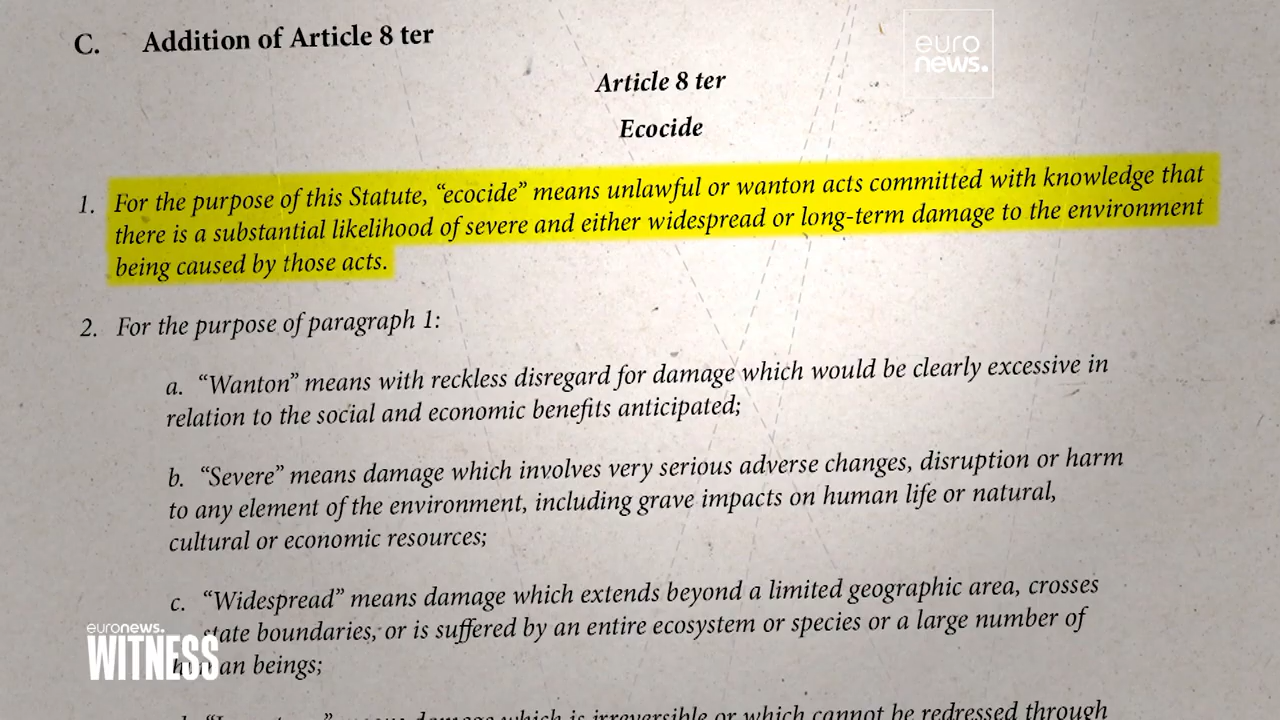 C. Addition of Article 8 ter
euro
news.
Article 8 ter
Ecocide
1. For the purpose of this Statute, “ecocide” means unlawful or wanton acts committed with knowledge that
there is a substantial likelihood of severe and either widespread or long-term damage to the environment
being caused by those acts.
2. For the purpose of paragraph 1:
a. “Wanton” means with reckless disregard for damage which would be clearly excessive in
relation to the social and economic benefits anticipated;
b. “Severe” means damage which involves very serious adverse changes, disruption or harm
to any element of the environment, including grave impacts on human life or natural,
cultural or economic resources;
c. “Widespread” means damage which extends beyond a limited geographic area, crosses
state boundaries, or is suffered by an entire ecosystem or species or a large number of
human beings;
means damage which is irreversible or which cannot be redressed through
euronews.
WITNESS